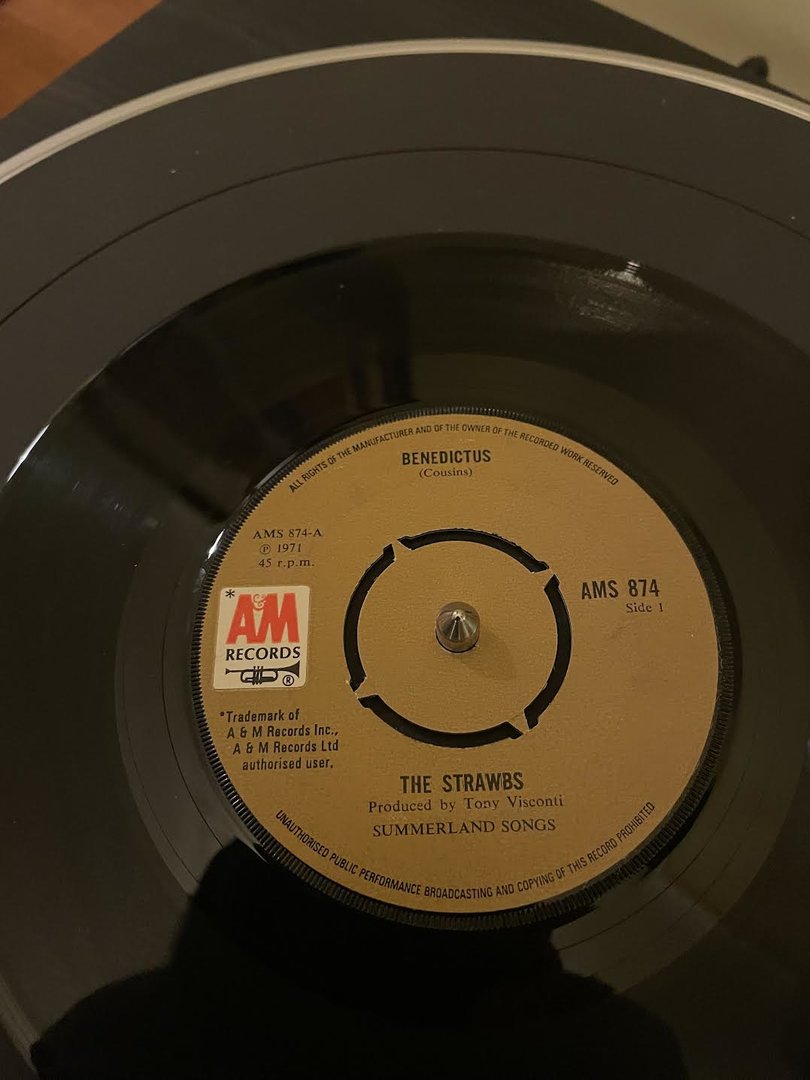 ALL RIGHTS OF THE MANUFACTURER AND OF THE OWNER OF THE RECORDED WORK RESERVED
BENEDICTUS
(Cousins)
AMS 874-A
℗ 1971
45 r.p.m.
AMS 874
Side 1
*
A&M
RECORDS
®
*Trademark of
A & M Records Inc.,
A & M Records Ltd
authorised user.
THE STRAWBS
Produced by Tony Visconti
SUMMERLAND SONGS
UNAUTHORISED PUBLIC PERFORMANCE BROADCASTING AND COPYING OF THIS RECORD PROHIBITED